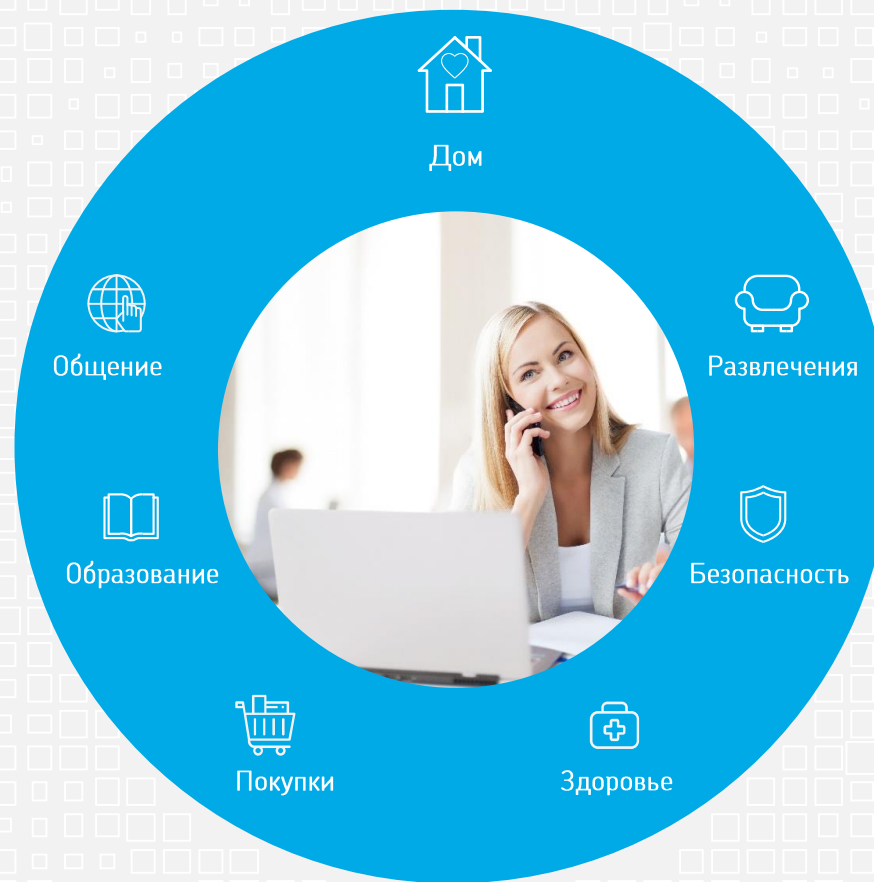 Дом
Общение
Развлечения
Образование
Безопасность
Покупки
Здоровье